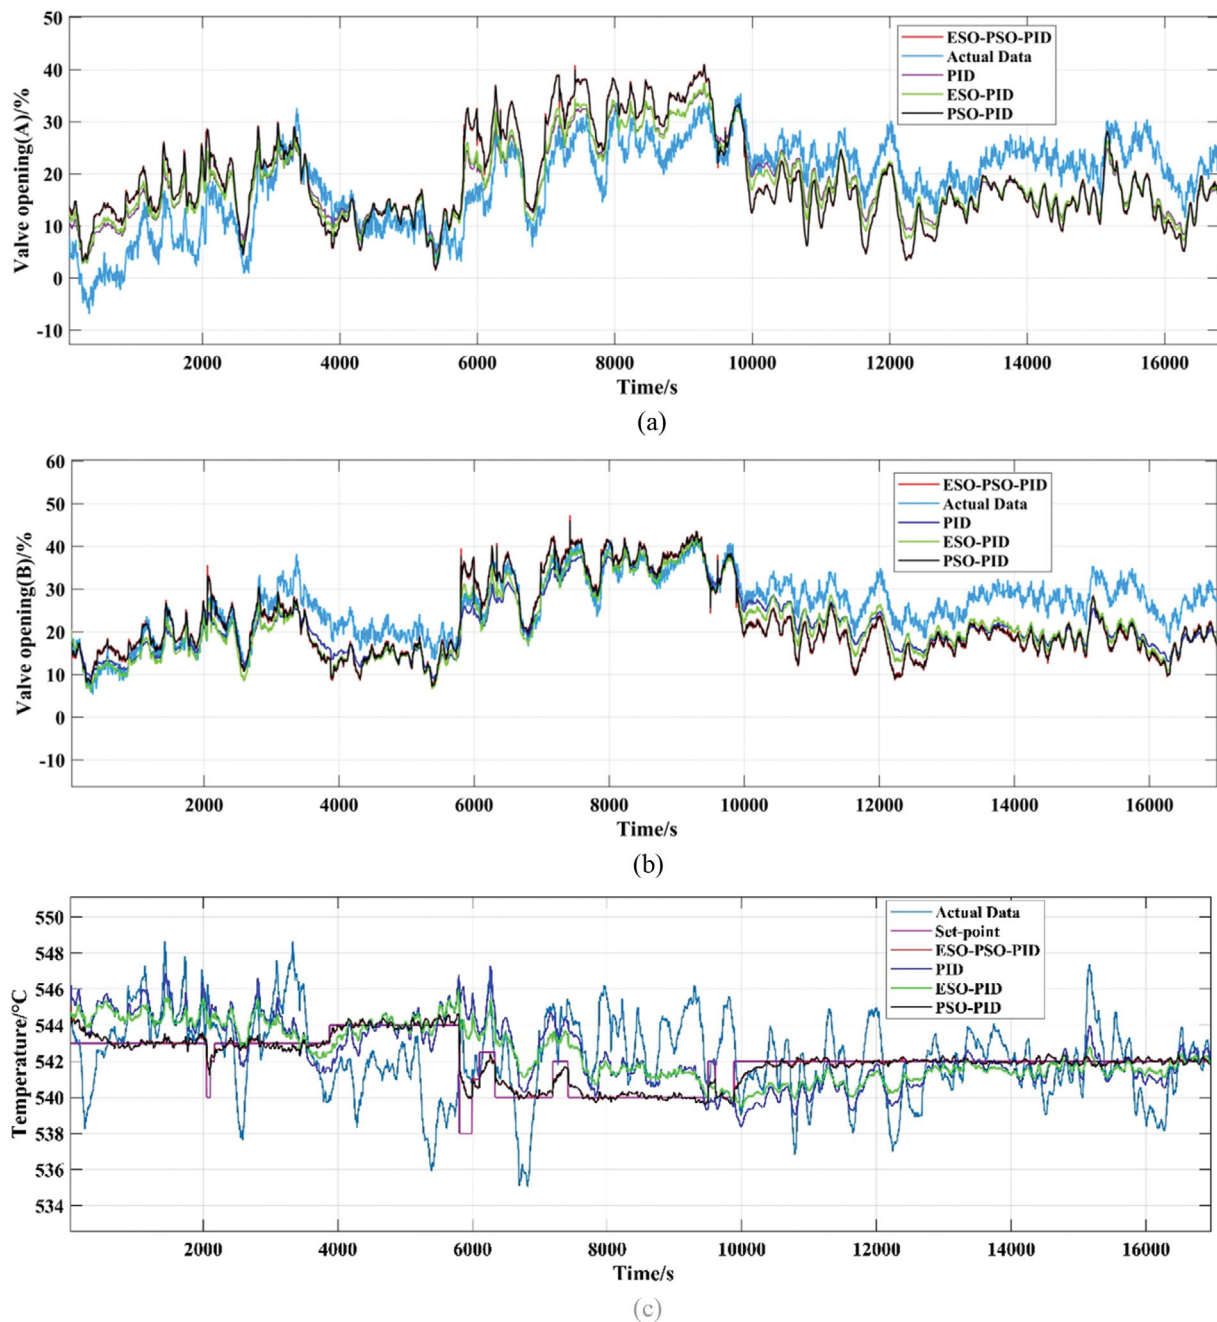 50
40
30
20
10
0
-10
Valve opening(A)/%
ESO-PSO-PID
Actual Data
PID
ESO-PID
PSO-PID
2000 4000 6000 8000 10000 12000 14000 16000
Time/s
(a)
60
50
40
30
20
10
0
-10
Valve opening(B)/%
ESO-PSO-PID
Actual Data
PID
ESO-PID
PSO-PID
2000 4000 6000 8000 10000 12000 14000 16000
Time/s
(b)
550
548
546
544
542
540
538
536
534
Temperature/°C
Actual Data
Set-point
ESO-PSO-PID
PID
ESO-PID
PSO-PID
2000 4000 6000 8000 10000 12000 14000 16000
Time/s
(c)